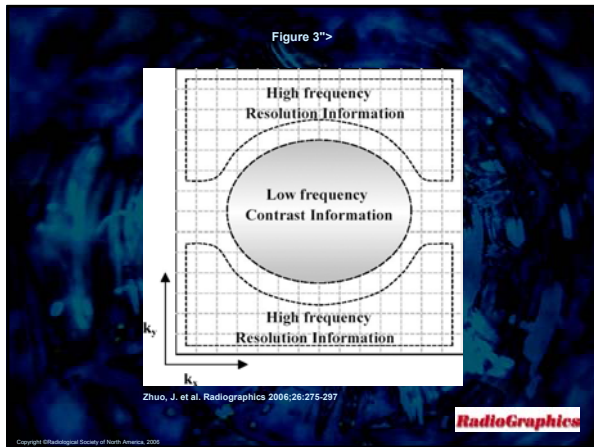 Figure 3">
High frequency
Resolution Information
Low frequency
Contrast Information
High frequency
Resolution Information
ky
kx
Zhuo, J. et al. Radiographics 2006;26:275-297
RadioGraphics
Copyright ©Radiological Society of North America, 2006